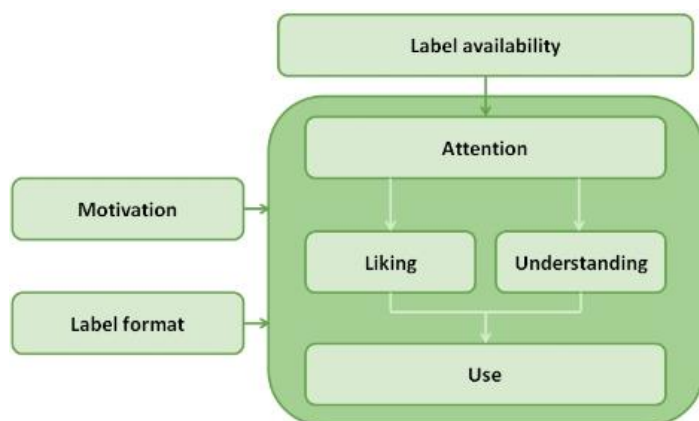 Label availability
Attention
Motivation
Liking
Understanding
Label format
Use